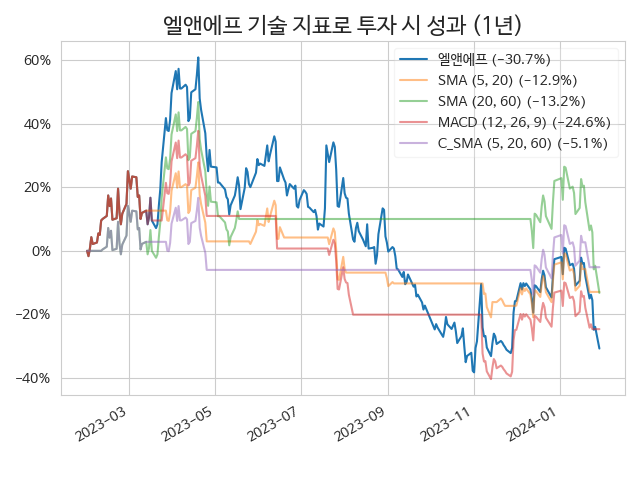 엘앤에프 기술 지표로 투자 시 성과 (1년)
엘앤에프 (−30.7%)
SMA (5, 20) (−12.9%)
SMA (20, 60) (−13.2%)
MACD (12, 26, 9) (−24.6%)
C_SMA (5, 20, 60) (−5.1%)
60%
40%
20%
0%
−20%
−40%
2023−03
2023−05
2023−07
2023−09
2023−11
2024−01